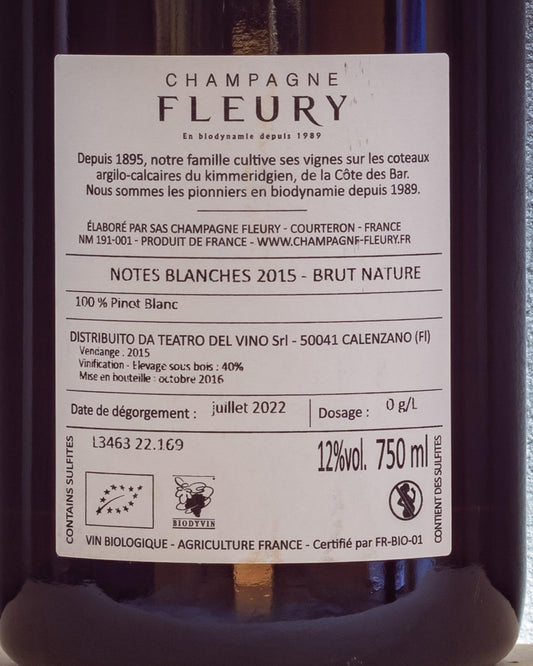 CHAMPAGNE
FLEURY
En biodynamie depuis 1989
Depuis 1895, notre famille cultive ses vignes sur les coteaux
argilo-calcaires du kimmeridgien, de la Côte des Bar.
Nous sommes les pionniers en biodynamie depuis 1989.
ÉLABORÉ PAR SAS CHAMPAGNE FLEURY - COURTERON - FRANCE
NM 191-001 - PRODUIT DE FRANCE - WWW.CHAMPAGNE-FLEURY.FR
NOTES BLANCHES 2015 - BRUT NATURE
100 % Pinot Blanc
DISTRIBUITO DA TEATRO DEL VINO Srl - 50041 CALENZANO (FI)
Vendange : 2015
Vinification - Elevage sous bois : 40%
Mise en bouteille : octobre 2016
Date de dégorgement : juillet 2022
Dosage : 0 g/L
L3463 22.169
12%vol. 750 ml
CONTAINS SULFITES
CONTIENT DES SULFITES
BIODYVIN
VIN BIOLOGIQUE - AGRICULTURE FRANCE - Certifié par FR-BIO-01